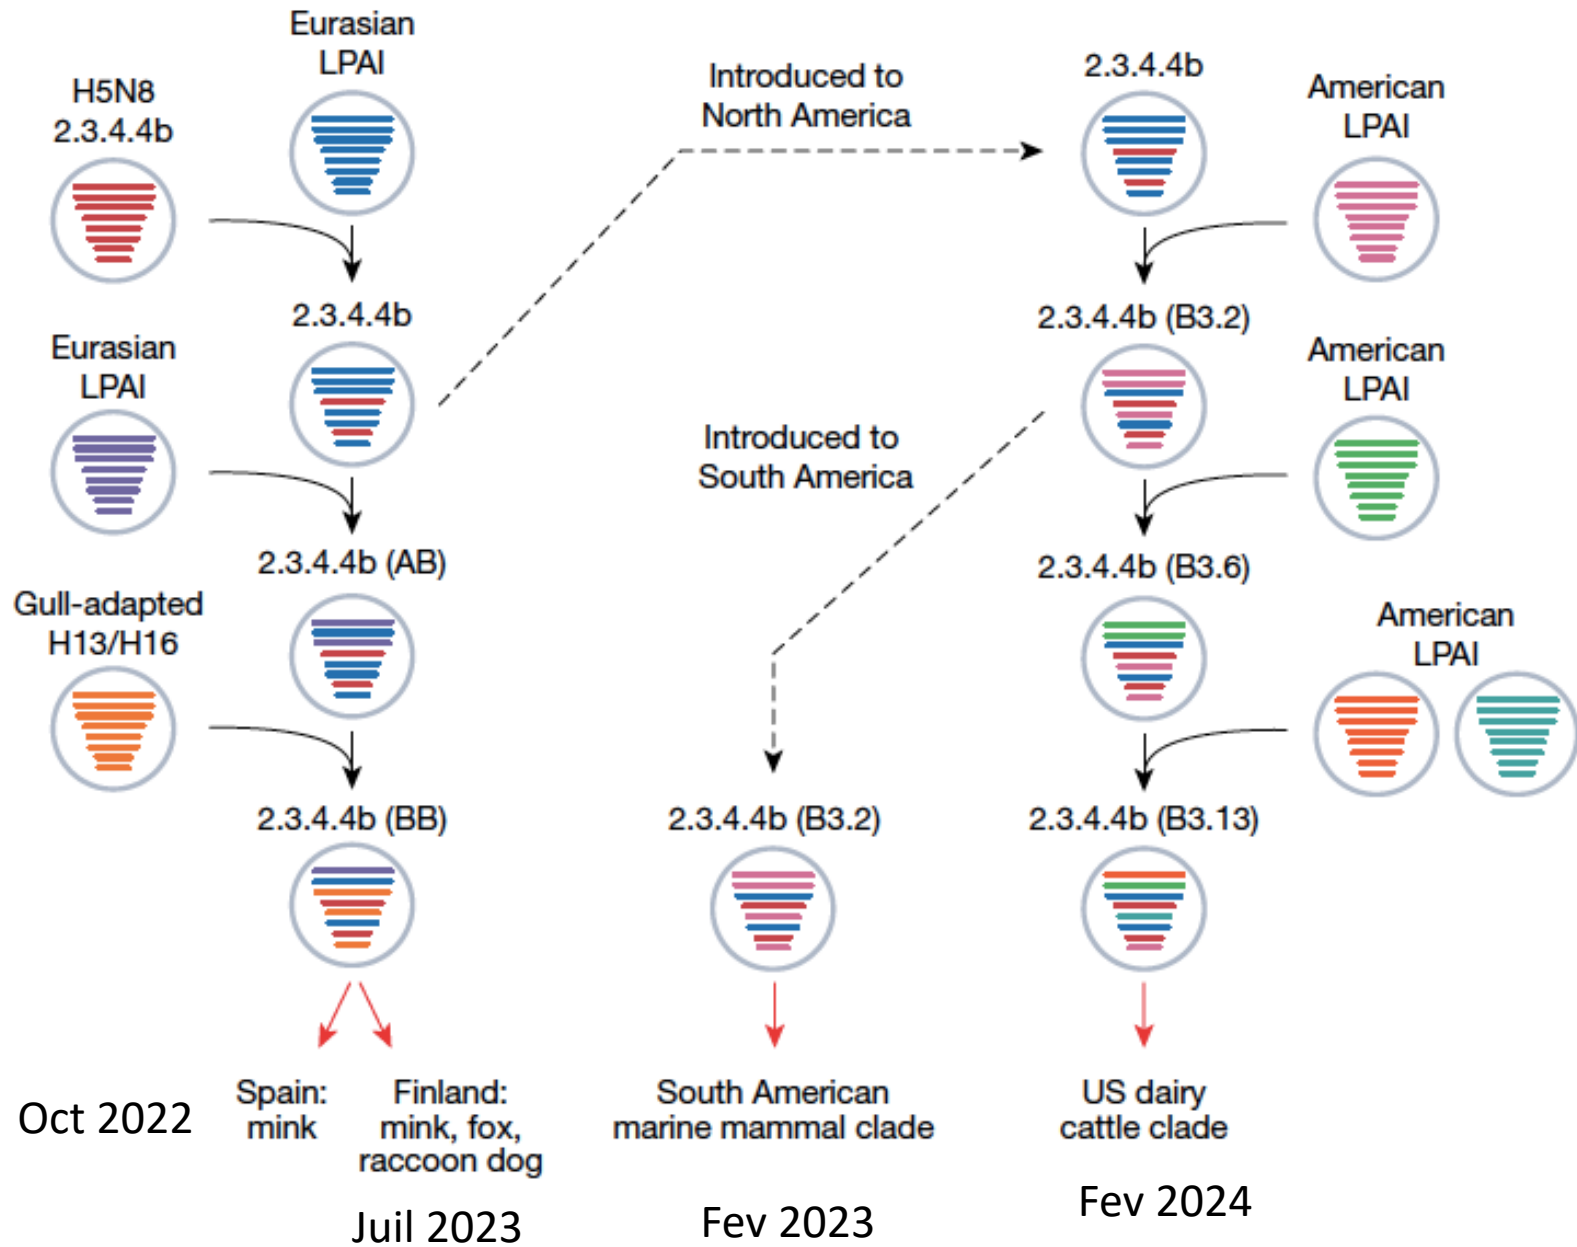 Eurasian
LPAI
H5N8
2.3.4.4b
Introduced to
North America
2.3.4.4b
American
LPAI
2.3.4.4b
Eurasian
LPAI
2.3.4.4b (B3.2)
American
LPAI
Introduced to
South America
2.3.4.4b (AB)
2.3.4.4b (B3.6)
Gull-adapted
H13/H16
American
LPAI
2.3.4.4b (BB)
2.3.4.4b (B3.2)
2.3.4.4b (B3.13)
Oct 2022
Spain:
mink
Finland:
mink, fox,
raccoon dog
South American
marine mammal clade
US dairy
cattle clade
Juil 2023
Fev 2023
Fev 2024